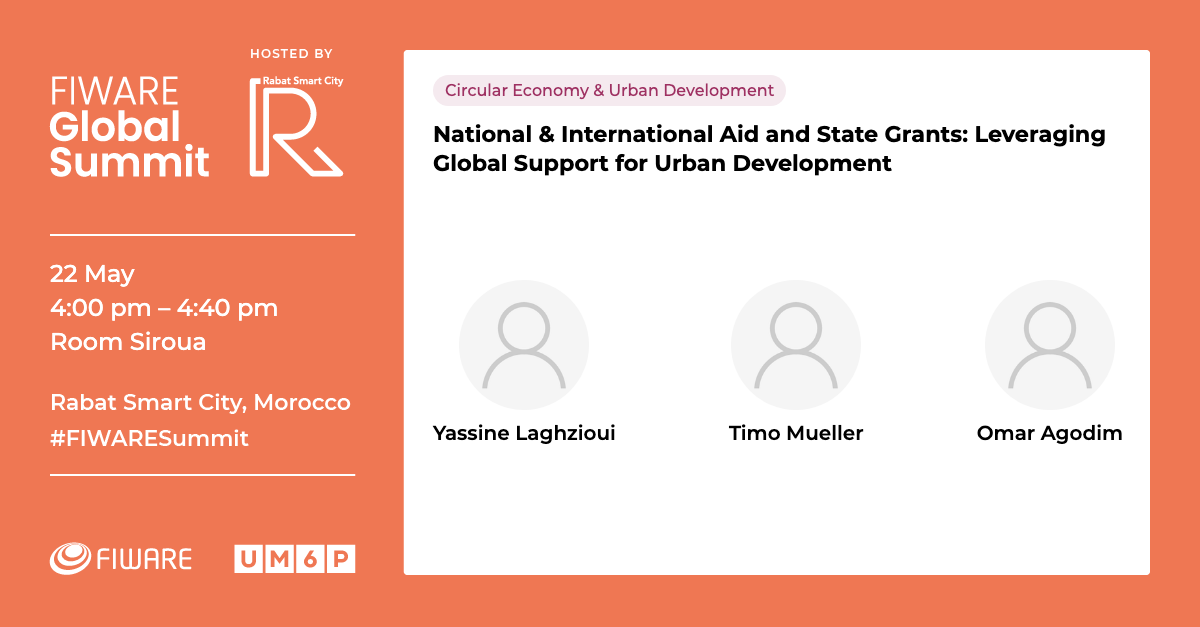 FIWARE
Global
Summit
HOSTED BY
Rabat Smart City
R
22 May
4:00 pm – 4:40 pm
Room Siroua
Rabat Smart City, Morocco
#FIWARESummit
FIWARE
UM6P
Circular Economy & Urban Development
National & International Aid and State Grants: Leveraging
Global Support for Urban Development
Yassine Laghzioui
Timo Mueller
Omar Agodim